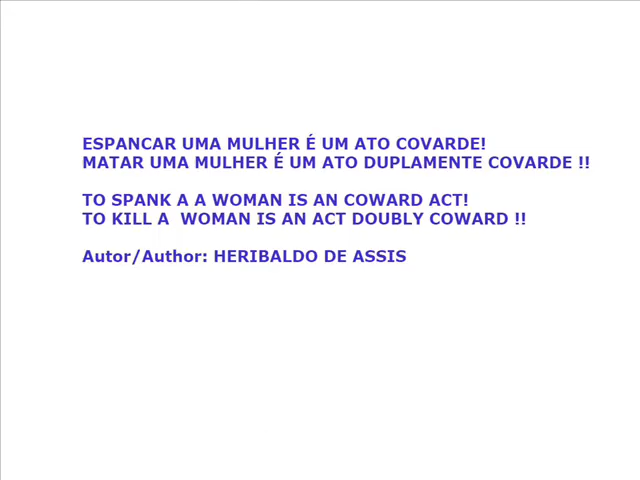 ESPANCAR UMA MULHER É UM ATO COVARDE!
MATAR UMA MULHER É UM ATO DUPLAMENTE COVARDE !!
TO SPANK A A WOMAN IS AN COWARD ACT!
TO KILL A  WOMAN IS AN ACT DOUBLY COWARD !!
Autor/Author: HERIBALDO DE ASSIS